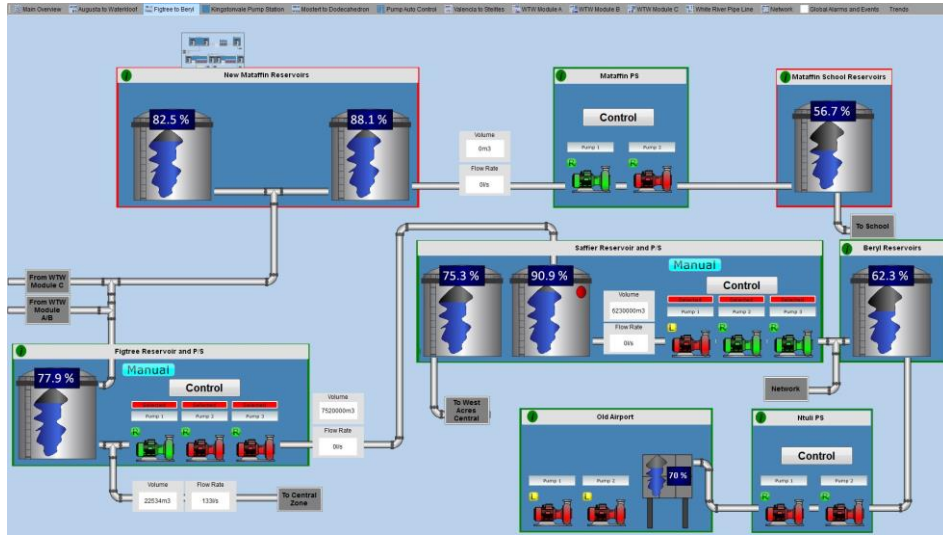 Main Overview
Augusta to Waterkloof
Figtree to Beryl
Kingstonvale Pump Station
Mostert to Dodecahedron
Pump Auto Control
Valencia to Steiltes
WTW Module A
WTW Module B
WTW Module C
White River Pipe Line
Network
Global Alarms and Events
Trends
New Mataffin Reservoirs
82.5 %
88.1 %
Volume
0m3
Flow Rate
0l/s
Mataffin PS
Control
Pump 1
Pump 2
R
R
Mataffin School Reservoirs
56.7 %
To School
From WTW
Module C
From WTW
Module
A/B
Saffier Reservoir and P/S
75.3 %
90.9 %
Manual
Control
Volume
6230000m3
Flow Rate
0l/s
Pump 1
Pump 2
Pump 3
L
R
R
To West
Acres
Central
Beryl Reservoirs
62.3 %
Network
Figtree Reservoir and P/S
77.9 %
Manual
Control
Pump 1
Pump 2
Pump 3
R
R
R
Volume
7520000m3
Flow Rate
0l/s
Volume
22534m3
Flow Rate
133l/s
To Central
Zone
Old Airport
Pump 1
Pump 2
L
L
70 %
Ntuli PS
Control
Pump 1
Pump 2
R
R